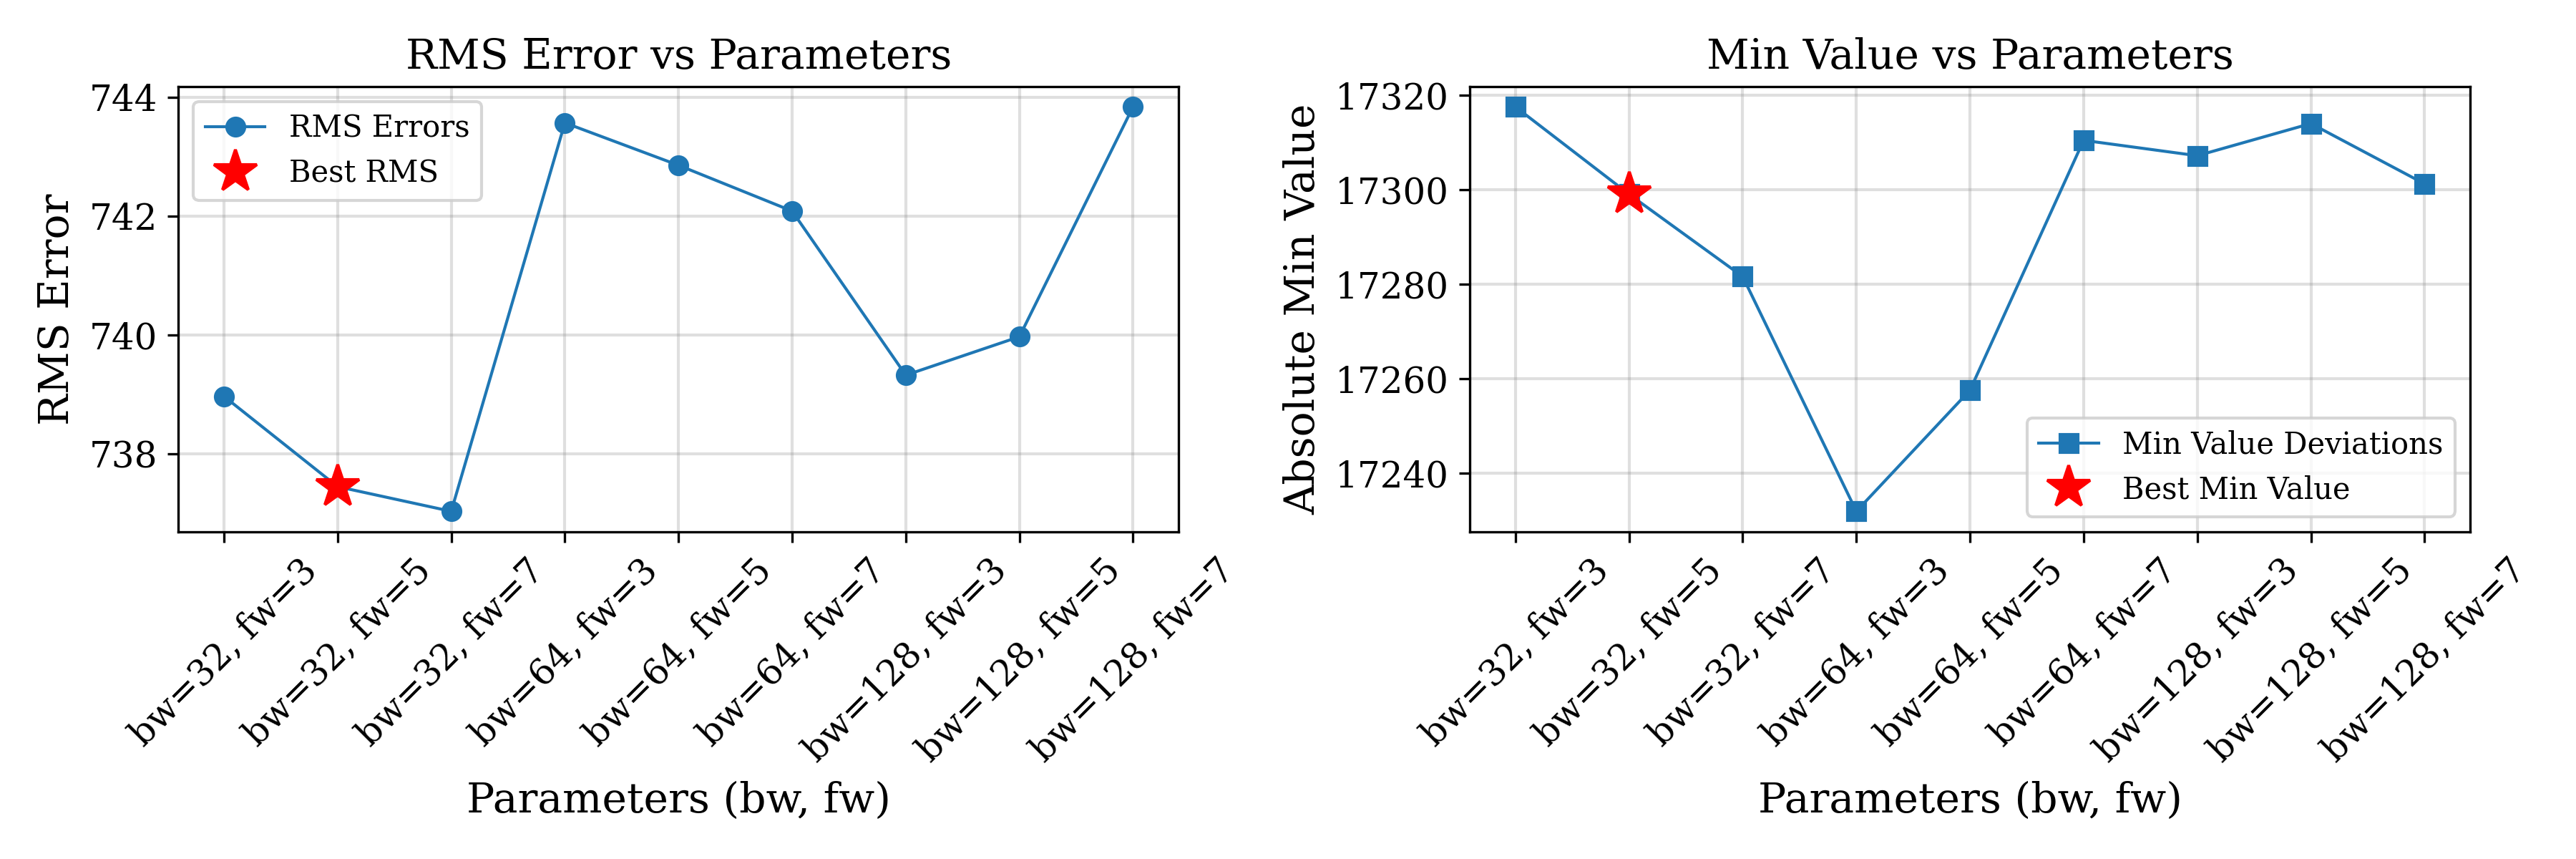 RMS Error vs Parameters
RMS Error
744
742
740
738
RMS Errors
Best RMS
bw=32, fw=3
bw=32, fw=5
bw=32, fw=7
bw=64, fw=3
bw=64, fw=5
bw=64, fw=7
bw=128, fw=3
bw=128, fw=5
bw=128, fw=7
Parameters (bw, fw)
Min Value vs Parameters
Absolute Min Value
17320
17300
17280
17260
17240
Min Value Deviations
Best Min Value
bw=32, fw=3
bw=32, fw=5
bw=32, fw=7
bw=64, fw=3
bw=64, fw=5
bw=64, fw=7
bw=128, fw=3
bw=128, fw=5
bw=128, fw=7
Parameters (bw, fw)